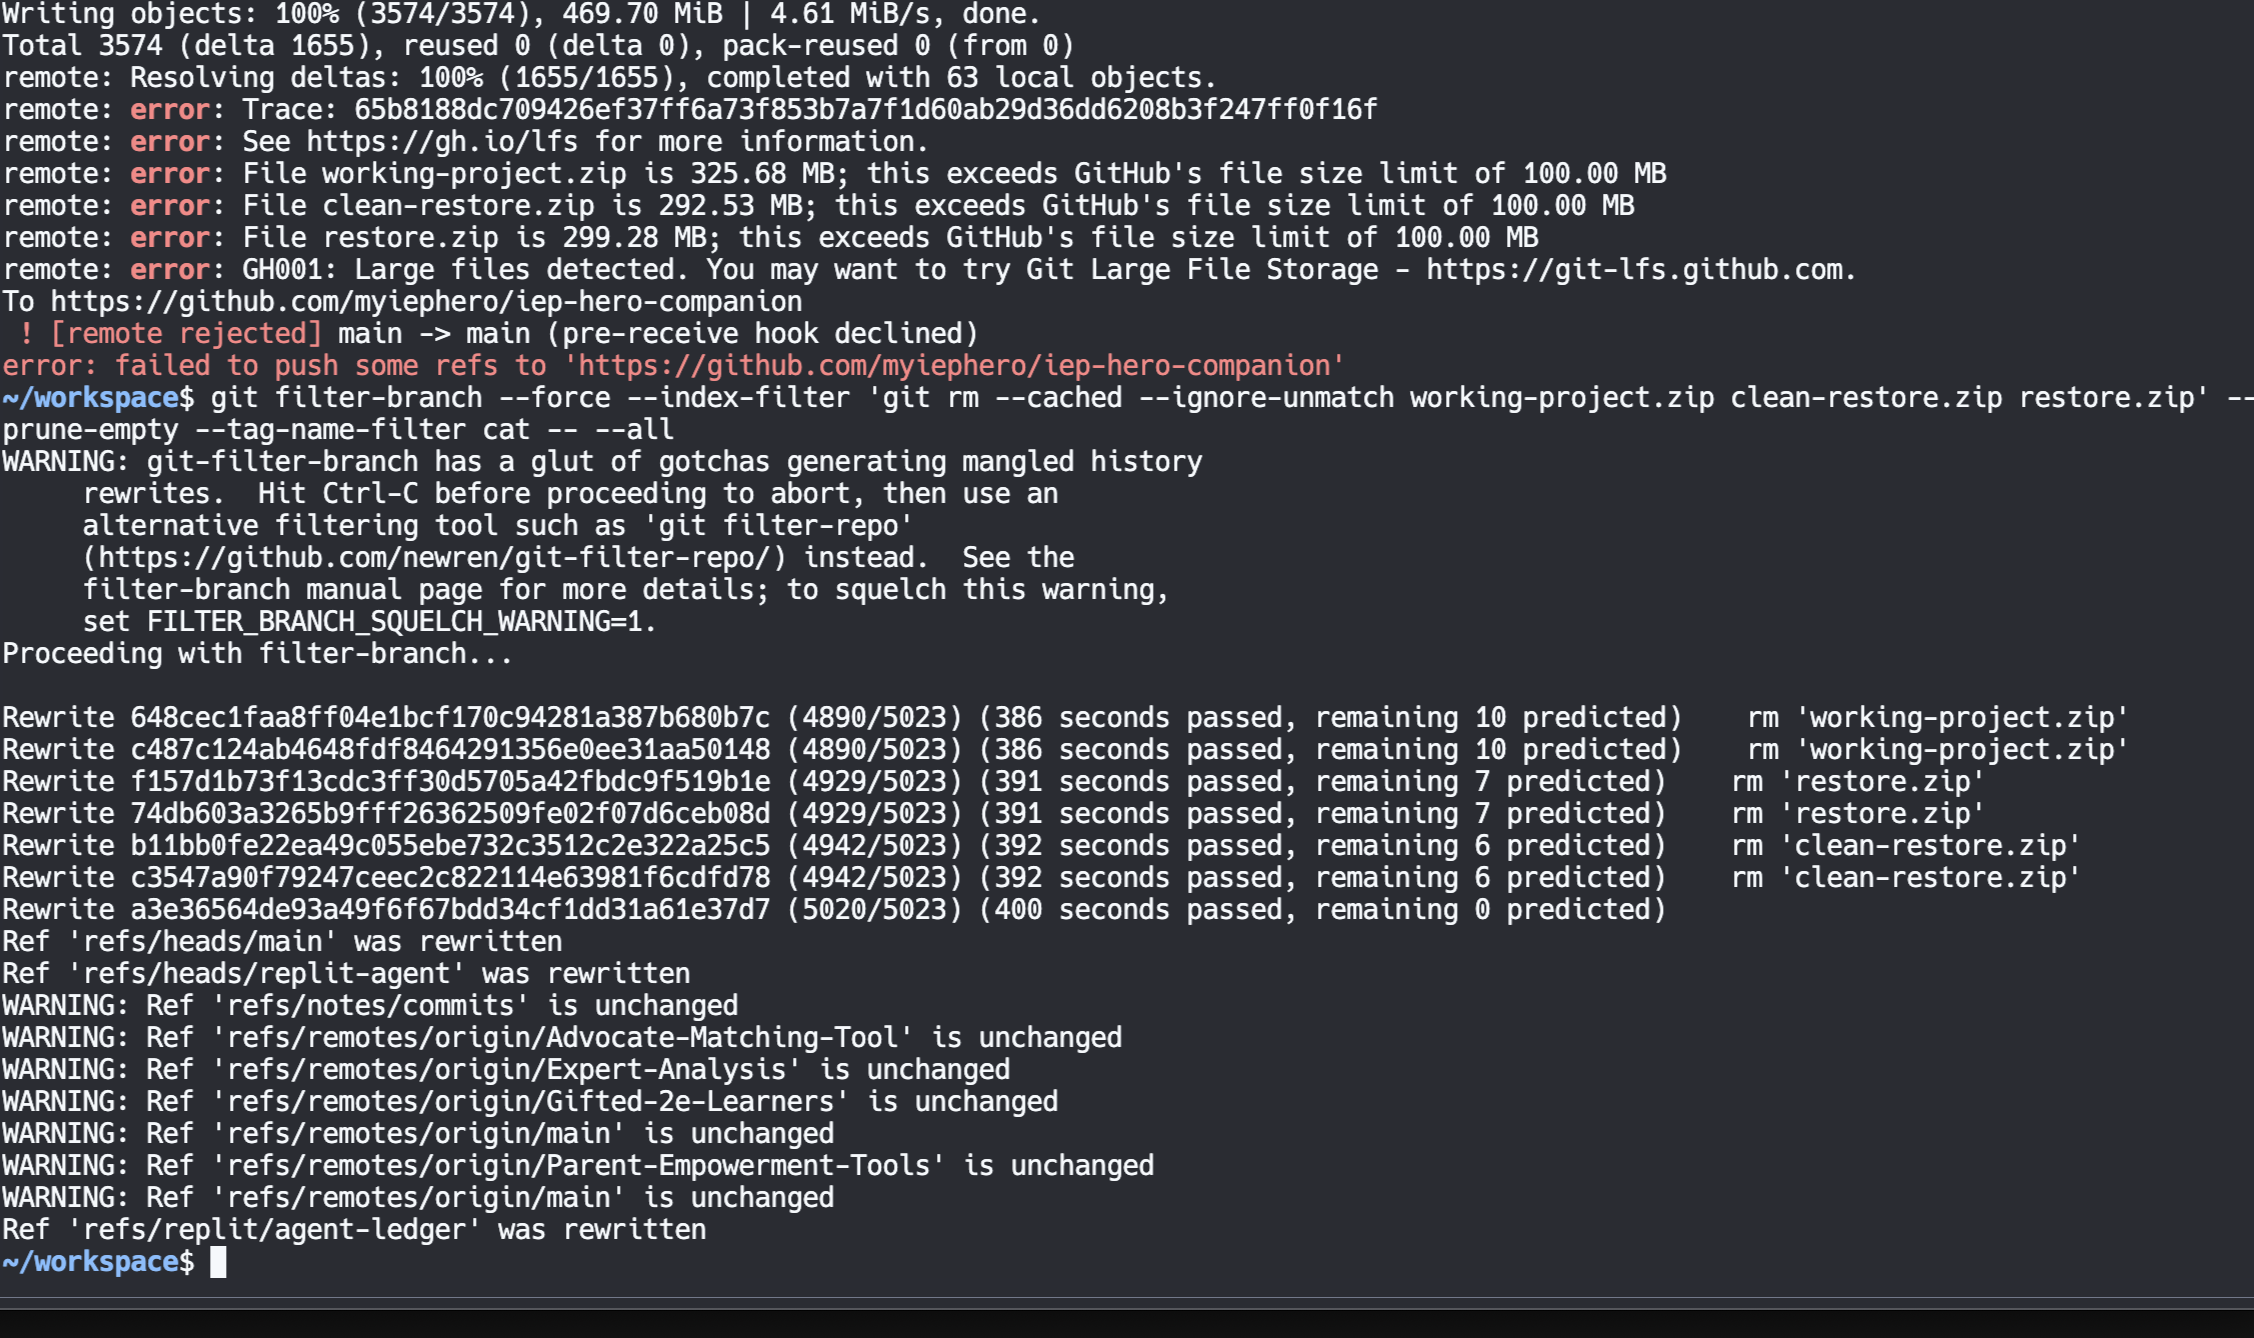 Writing objects: 100% (3574/3574), 469.70 MiB | 4.61 MiB/s, done.
Total 3574 (delta 1655), reused 0 (delta 0), pack-reused 0 (from 0)
remote: Resolving deltas: 100% (1655/1655), completed with 63 local objects.
remote: error: Trace: 65b8188dc709426ef37ff6a73f853b7a7f1d60ab29d36dd6208b3f247ff0f16f
remote: error: See https://gh.io/lfs for more information.
remote: error: File working-project.zip is 325.68 MB; this exceeds GitHub's file size limit of 100.00 MB
remote: error: File clean-restore.zip is 292.53 MB; this exceeds GitHub's file size limit of 100.00 MB
remote: error: File restore.zip is 299.28 MB; this exceeds GitHub's file size limit of 100.00 MB
remote: error: GH001: Large files detected. You may want to try Git Large File Storage - https://git-lfs.github.com.
To https://github.com/myiephero/iep-hero-companion
 ! [remote rejected] main -> main (pre-receive hook declined)
error: failed to push some refs to 'https://github.com/myiephero/iep-hero-companion'
~/workspace$ git filter-branch --force --index-filter 'git rm --cached --ignore-unmatch working-project.zip clean-restore.zip restore.zip' --
prune-empty --tag-name-filter cat -- --all
WARNING: git-filter-branch has a glut of gotchas generating mangled history
     rewrites.  Hit Ctrl-C before proceeding to abort, then use an
     alternative filtering tool such as 'git filter-repo'
     (https://github.com/newren/git-filter-repo/) instead.  See the
     filter-branch manual page for more details; to squelch this warning,
     set FILTER_BRANCH_SQUELCH_WARNING=1.
Proceeding with filter-branch...

Rewrite 648cec1faa8ff04e1bcf170c94281a387b680b7c (4890/5023) (386 seconds passed, remaining 10 predicted)    rm 'working-project.zip'
Rewrite c487c124ab4648fdf8464291356e0ee31aa50148 (4890/5023) (386 seconds passed, remaining 10 predicted)    rm 'working-project.zip'
Rewrite f157d1b73f13cdc3ff30d5705a42fbdc9f519b1e (4929/5023) (391 seconds passed, remaining 7 predicted)    rm 'restore.zip'
Rewrite 74db603a3265b9fff26362509fe02f07d6ceb08d (4929/5023) (391 seconds passed, remaining 7 predicted)    rm 'restore.zip'
Rewrite b11bb0fe22ea49c055ebe732c3512c2e322a25c5 (4942/5023) (392 seconds passed, remaining 6 predicted)    rm 'clean-restore.zip'
Rewrite c3547a90f79247ceec2c822114e63981f6cdfd78 (4942/5023) (392 seconds passed, remaining 6 predicted)    rm 'clean-restore.zip'
Rewrite a3e36564de93a49f6f67bdd34cf1dd31a61e37d7 (5020/5023) (400 seconds passed, remaining 0 predicted)
Ref 'refs/heads/main' was rewritten
Ref 'refs/heads/replit-agent' was rewritten
WARNING: Ref 'refs/notes/commits' is unchanged
WARNING: Ref 'refs/remotes/origin/Advocate-Matching-Tool' is unchanged
WARNING: Ref 'refs/remotes/origin/Expert-Analysis' is unchanged
WARNING: Ref 'refs/remotes/origin/Gifted-2e-Learners' is unchanged
WARNING: Ref 'refs/remotes/origin/main' is unchanged
WARNING: Ref 'refs/remotes/origin/Parent-Empowerment-Tools' is unchanged
WARNING: Ref 'refs/remotes/origin/main' is unchanged
Ref 'refs/replit/agent-ledger' was rewritten
~/workspace$